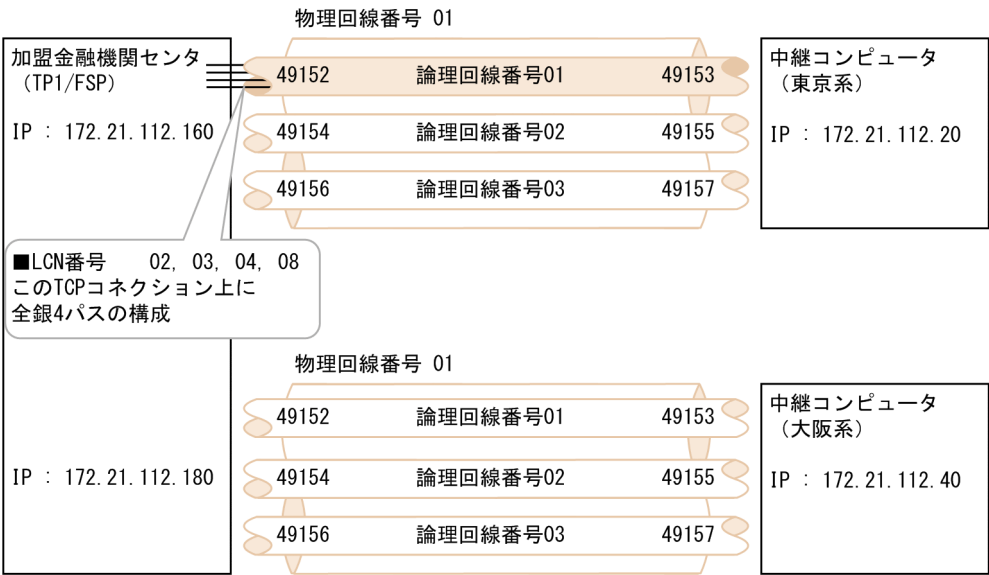 物理回線番号 01
加盟金融機関センタ
（TP1/FSP）
IP : 172.21.112.160
49152 論理回線番号01 49153
49154 論理回線番号02 49155
49156 論理回線番号03 49157
中継コンピュータ
（東京系）
IP : 172.21.112.20
■LCN番号 02, 03, 04, 08
このTCPコネクション上に
全銀4パスの構成
物理回線番号 01
IP : 172.21.112.180
49152 論理回線番号01 49153
49154 論理回線番号02 49155
49156 論理回線番号03 49157
中継コンピュータ
（大阪系）
IP : 172.21.112.40